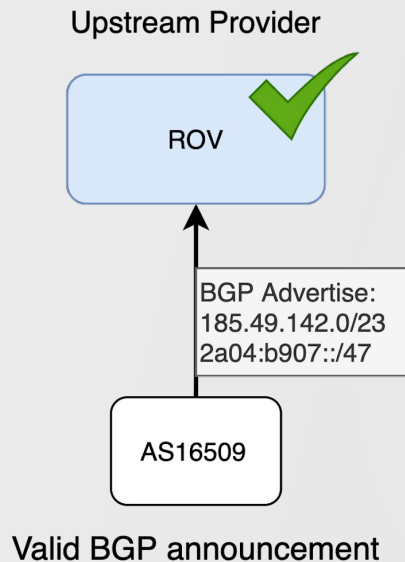 Upstream Provider
ROV
BGP Advertise:
185.49.142.0/23
2a04:b907::/47
AS16509
Valid BGP announcement